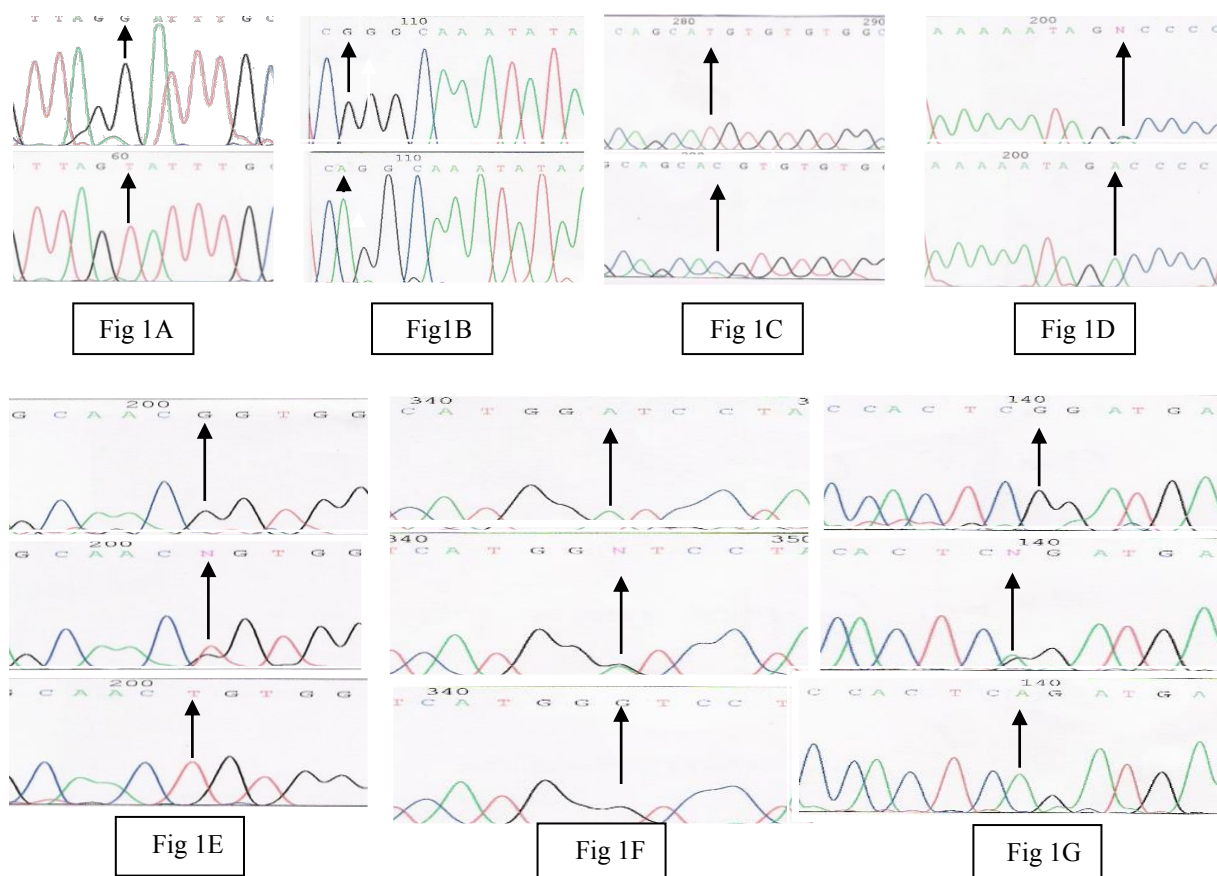 T T A G G A T T T G C
C G G G C A A A T A T A
110
C A G C A T G T G T G T G G C
280 290
A A A A A T A G N C C C C
200
T T A G T A T T T G C
60
C A G G C A A A T A T A A
110
G C A G C A C G T G T G T G
A A A A A T A G A C C C C
200
Fig 1A
Fig1B
Fig 1C
Fig 1D
G C A A C G G T G G
200
C A T G G A T C C T A
340 3
C C A C T C G G A T G A
140
G C A A C N G T G G
200
T C A T G G N T C C T A
340 350
C A C T C N G A T G A
140
G C A A C T G T G G
200
T C A T G G G T C C T
340
C C A C T C A G A T G A
140
Fig 1E
Fig 1F
Fig 1G